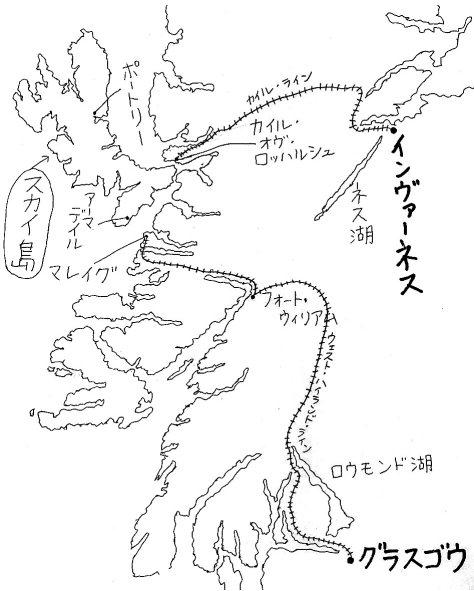 カイル・ライン
ポートリー
カイル・
オヴ・
ロッハルシュ
インヴァーネス
ネス湖
スカイ島
アーマ
デイル
マレイグ
フォート・
ウィリアム
ウェスト・ハイランド・ライン
ロウモンド湖
グラスゴウ